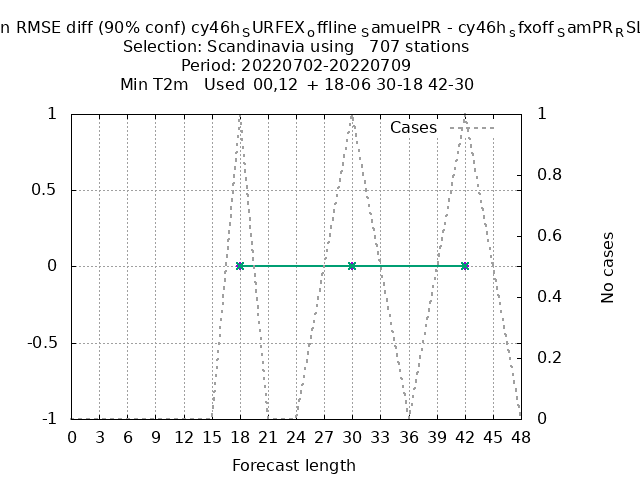 n RMSE diff (90% conf) cy46h_SURFEX_offline_SamuelPR - cy46h_sfxoff_SamPR_RSL
Selection: Scandinavia using 707 stations
Period: 20220702-20220709
Min T2m Used 00,12 + 18-06 30-18 42-30
Cases
1
0.5
0
-0.5
-1
1
0.8
0.6
0.4
0.2
0
No cases
0 3 6 9 12 15 18 21 24 27 30 33 36 39 42 45 48
Forecast length